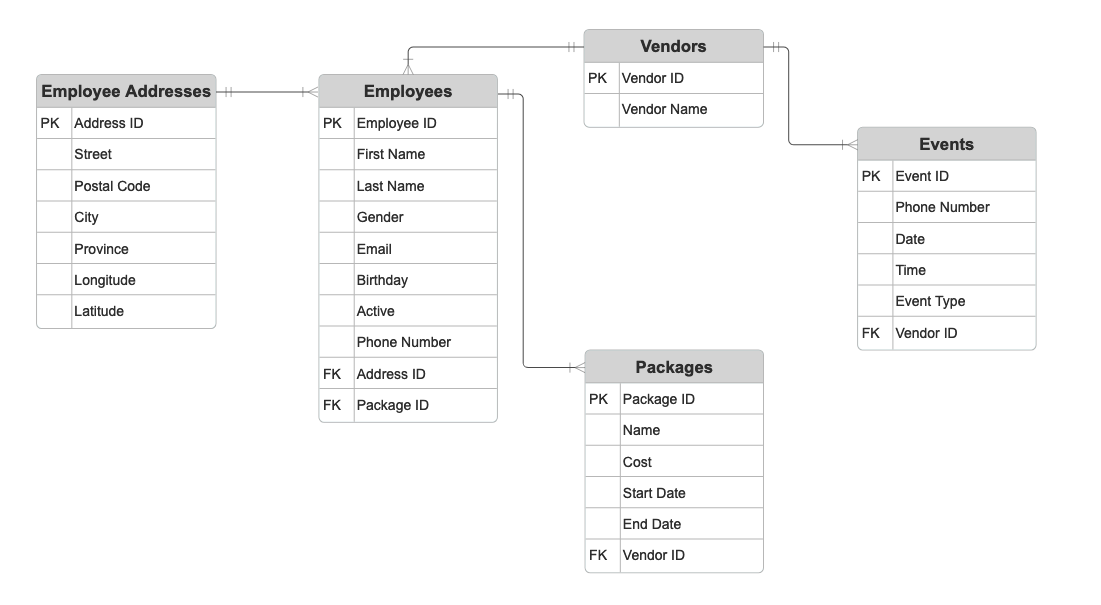 Employee Addresses
PK Address ID
Street
Postal Code
City
Province
Longitude
Latitude
Employees
PK Employee ID
First Name
Last Name
Gender
Email
Birthday
Active
Phone Number
FK Address ID
FK Package ID
Vendors
PK Vendor ID
Vendor Name
Packages
PK Package ID
Name
Cost
Start Date
End Date
FK Vendor ID
Events
PK Event ID
Phone Number
Date
Time
Event Type
FK Vendor ID